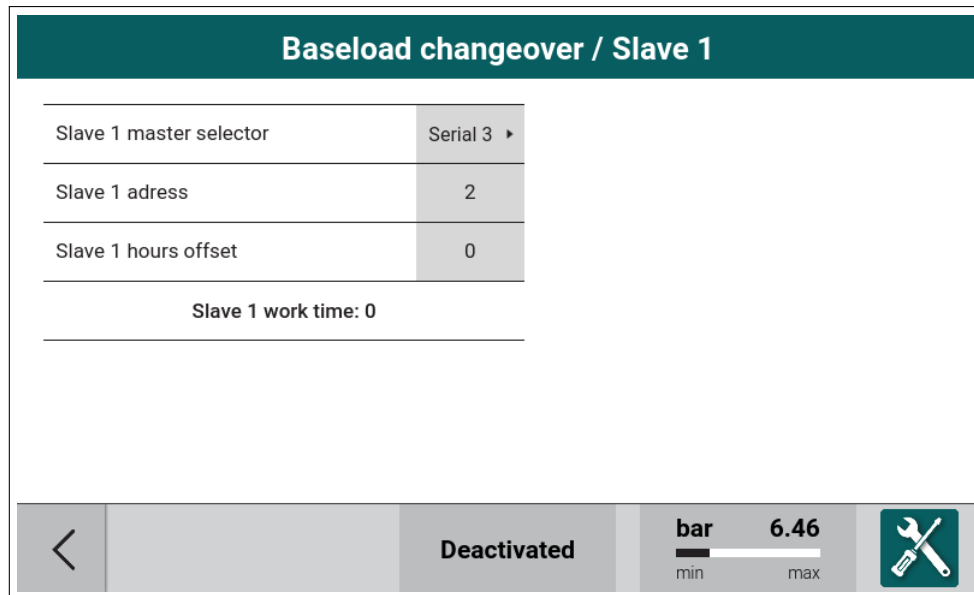 Baseload changeover / Slave 1
Slave 1 master selector Serial 3
Slave 1 adress 2
Slave 1 hours offset 0
Slave 1 work time: 0
Deactivated
bar 6.46
min max